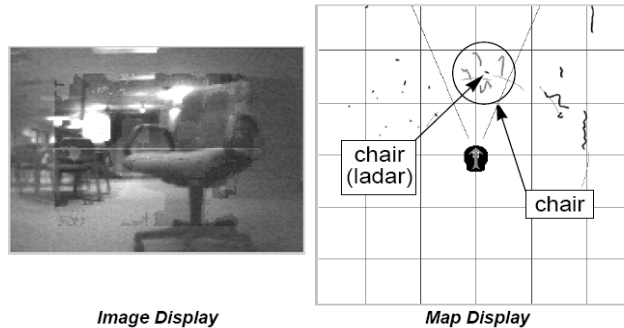 chair
(ladar)
chair
Image Display
Map Display